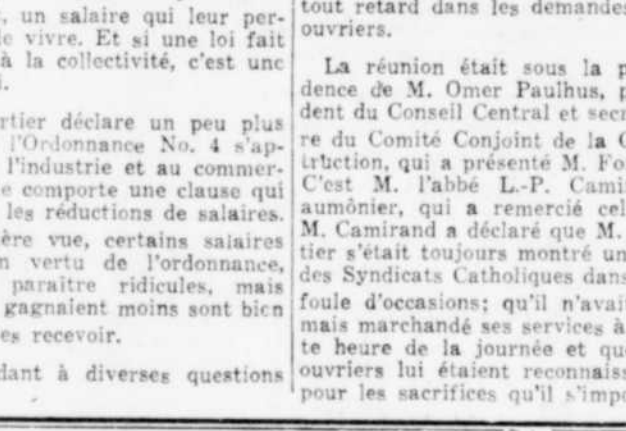 , un salaire qui leur per-
vivre. Et si une loi fait
à la collectivité, c'est une
rtier déclare un peu plus
l'Ordonnance No. 4 s'ap-
l'industrie et au commer-
e comporte une clause qui
les réductions de salaires.
ère vue, certains salaires
n vertu de l'ordonnance,
paraître ridicules, mais
gagnaient moins sont bien
es recevoir.
dant à diverses questions
tout retard dans les demandes
ouvriers.
La réunion était sous la p
dence de M. Omer Paulhus, p
dent du Conseil Central et secr
re du Comité Conjoint de la C
truction, qui a présenté M. Fo
C'est M. l'abbé L.-P. Cami
aumônier, qui a remercié cel
M. Camirand a déclaré que M.
tier s'était toujours montré un
des Syndicats Catholiques dans
foule d'occasions; qu'il n'avait
mais marchandé ses services à
te heure de la journée et que
ouvriers lui étaient reconnaiss
pour les sacrifices qu'il s'impo